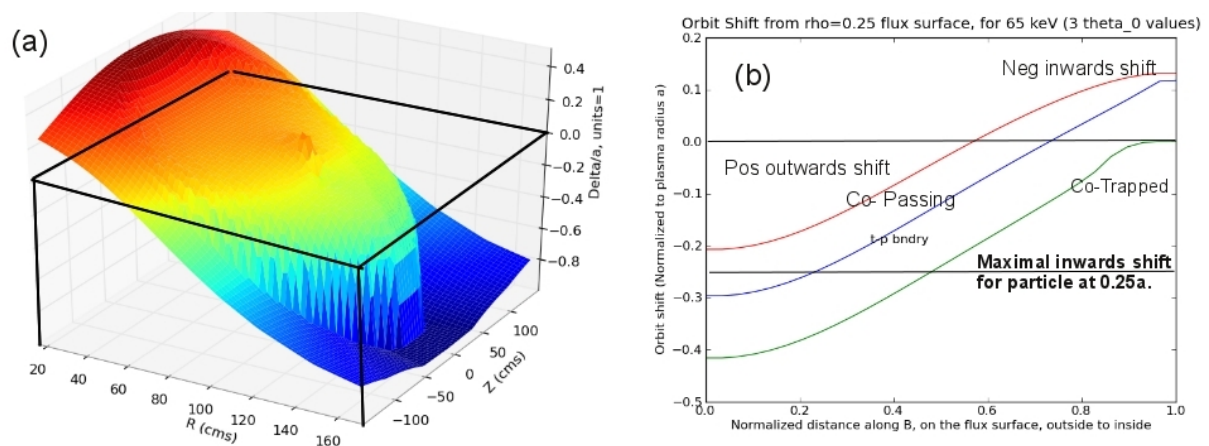 (a)
0.4
0.2
0.0
−0.2
−0.4
−0.6
−0.8
Delta/a, units=1
20
40
60
80
100
120
140
160
R (cms)
−100
−50
0
50
100
Z (cms)
Orbit Shift from rho=0.25 flux surface, for 65 keV (3 theta_0 values)
(b)
Neg inwards shift
Pos outwards shift
Co- Passing
Co-Trapped
t-p bndry
Maximal inwards shift
for particle at 0.25a.
0.2
0.1
0.0
−0.1
−0.2
−0.3
−0.4
−0.5
Orbit shift (Normalized to plasma radius a)
0.0
0.2
0.4
0.6
0.8
1.0
Normalized distance along B, on the flux surface, outside to inside